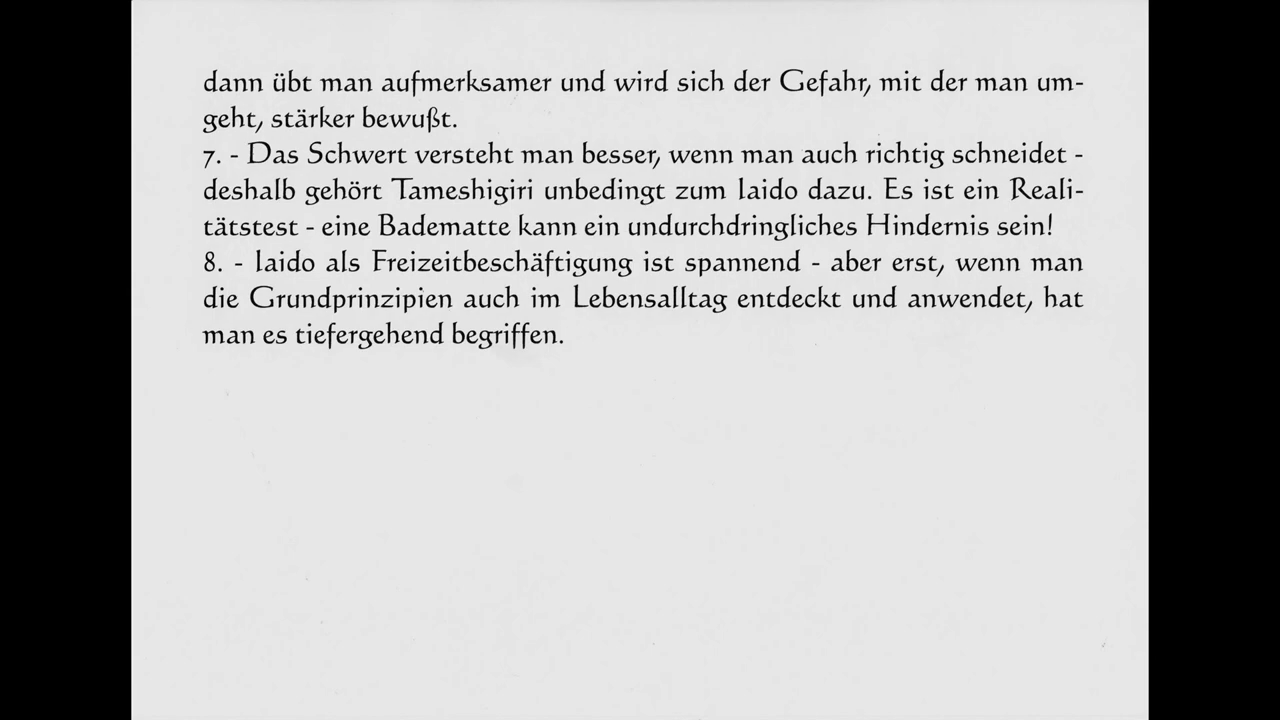 dann übt man aufmerksamer und wird sich der Gefahr, mit der man um-
geht, stärker bewußt.
7. - Das Schwert versteht man besser, wenn man auch richtig schneidet -
deshalb gehört Tameshigiri unbedingt zum Iaido dazu. Es ist ein Reali-
tätstest - eine Badematte kann ein undurchdringliches Hindernis sein!
8. - Iaido als Freizeitbeschäftigung ist spannend - aber erst, wenn man
die Grundprinzipien auch im Lebensalltag entdeckt und anwendet, hat
man es tiefergehend begriffen.